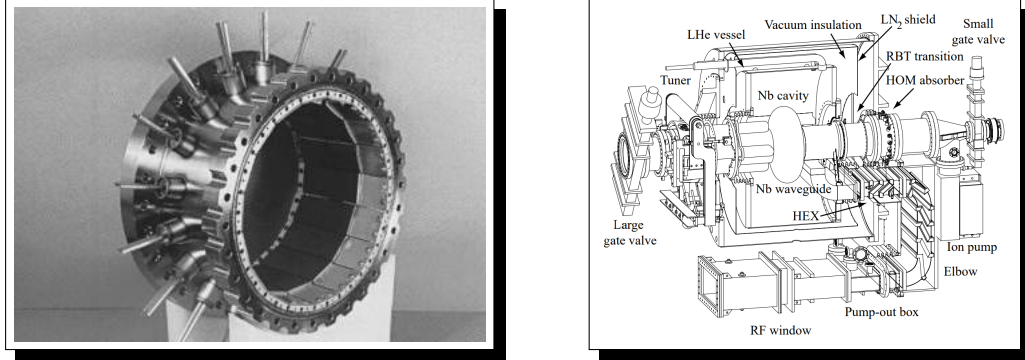 LHe vessel
Vacuum insulation
LN2 shield
Small
gate valve
RBT transition
HOM absorber
Tuner
Nb cavity
Nb waveguide
HEX
Large
gate valve
Ion pump
Elbow
Pump-out box
RF window